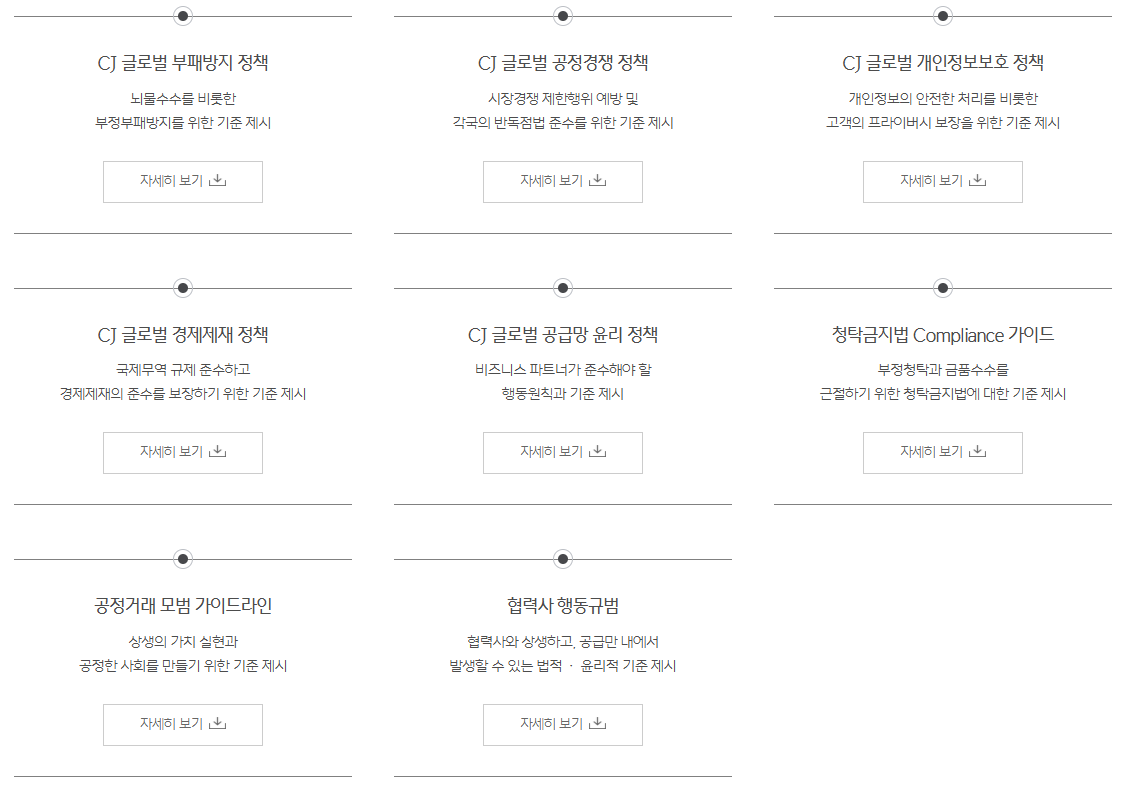 CJ 글로벌 부패방지 정책
뇌물수수를 비롯한
부정부패방지를 위한 기준 제시
자세히 보기
CJ 글로벌 공정경쟁 정책
시장경쟁 제한행위 예방 및
각국의 반독점법 준수를 위한 기준 제시
자세히 보기
CJ 글로벌 개인정보보호 정책
개인정보의 안전한 처리를 비롯한
고객의 프라이버시 보장을 위한 기준 제시
자세히 보기
CJ 글로벌 경제제재 정책
국제무역 규제 준수하고
경제제재의 준수를 보장하기 위한 기준 제시
자세히 보기
CJ 글로벌 공급망 윤리 정책
비즈니스 파트너가 준수해야 할
행동원칙과 기준 제시
자세히 보기
청탁금지법 Compliance 가이드
부정청탁과 금품수수를
근절하기 위한 청탁금지법에 대한 기준 제시
자세히 보기
공정거래 모범 가이드라인
상생의 가치 실현과
공정한 사회를 만들기 위한 기준 제시
자세히 보기
협력사 행동규범
협력사와 상생하고, 공급만 내에서
발생할 수 있는 법적 · 윤리적 기준 제시
자세히 보기